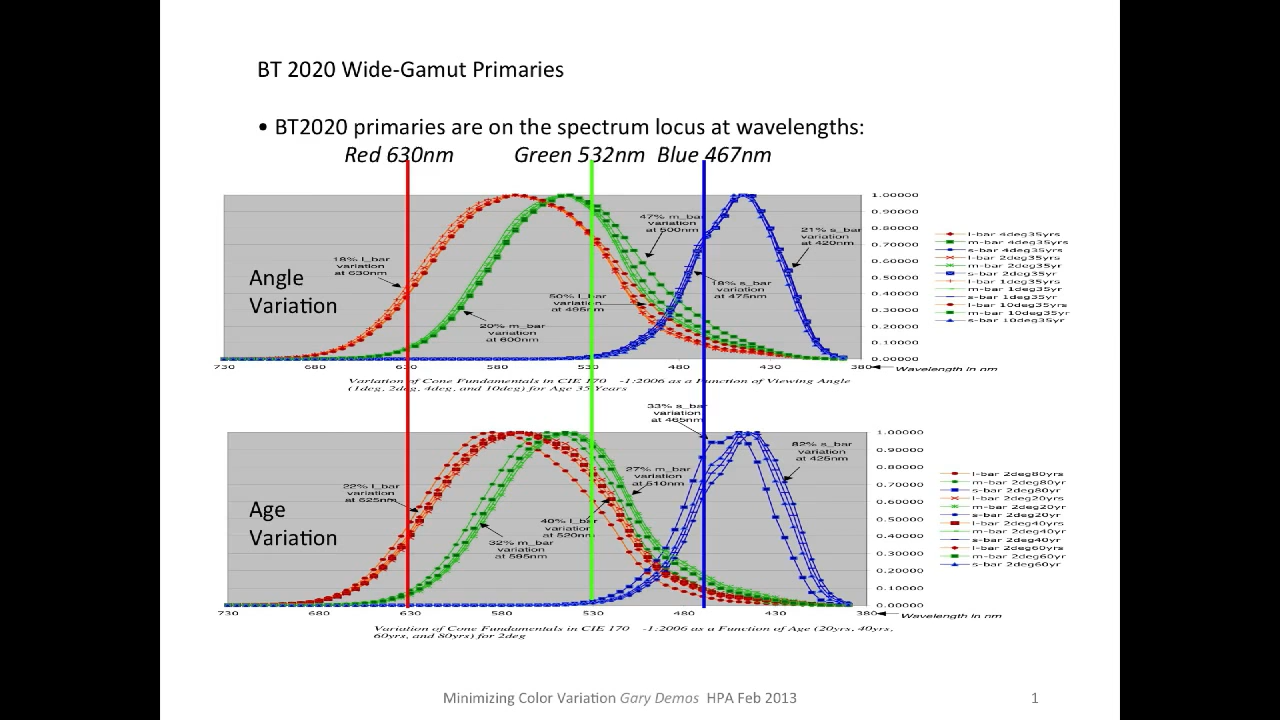 BT 2020 Wide-Gamut Primaries
• BT2020 primaries are on the spectrum locus at wavelengths:
Red 630nm Green 532nm Blue 467nm
1.00000
0.90000
0.80000
0.70000
0.60000
0.50000
0.40000
0.30000
0.20000
0.10000
0.00000
47% m_bar
variation
at 500nm
21% s_bar
variation
at 420nm
18% l_bar
variation
at 630nm
Angle
Variation
50% l_bar
variation
at 495nm
18% s_bar
variation
at 475nm
20% m_bar
variation
at 600nm
l-bar 4deg35yrs
m-bar 4deg35yrs
s-bar 4deg35yrs
l-bar 2deg35yrs
m-bar 2deg35yrs
s-bar 2deg35yr
l-bar 1deg35yrs
m-bar 1deg35yr
s-bar 1deg35yr
l-bar 10deg35yrs
m-bar 10deg35yr
s-bar 10deg35yr
730 680 630 580 530 480 430 380
Wavelength in nm
Variation of Cone Fundamentals in CIE 170 -1:2006 as a Function of Viewing Angle
(1deg, 2deg, 4deg, and 10deg) for Age 35 Years
33% s_bar
variation
at 465nm
1.00000
0.90000
0.80000
0.70000
0.60000
0.50000
0.40000
0.30000
0.20000
0.10000
0.00000
82% s_bar
variation
at 425nm
27% m_bar
variation
at 510nm
22% l_bar
variation
at 625nm
Age
Variation
40% l_bar
variation
at 520nm
32% m_bar
variation
at 595nm
l-bar 2deg80yrs
m-bar 2deg80yrs
s-bar 2deg80yrs
l-bar 2deg20yrs
m-bar 2deg20yrs
s-bar 2deg20yr
l-bar 2deg40yrs
m-bar 2deg40yr
s-bar 2deg40yr
l-bar 2deg60yrs
m-bar 2deg60yr
s-bar 2deg60yr
730 680 630 580 530 480 430 380
Wavelength in nm
Variation of Cone Fundamentals in CIE 170 -1:2006 as a Function of Age (20yrs, 40yrs,
60yrs, and 80yrs) for 2deg
Minimizing Color Variation Gary Demos HPA Feb 2013
1